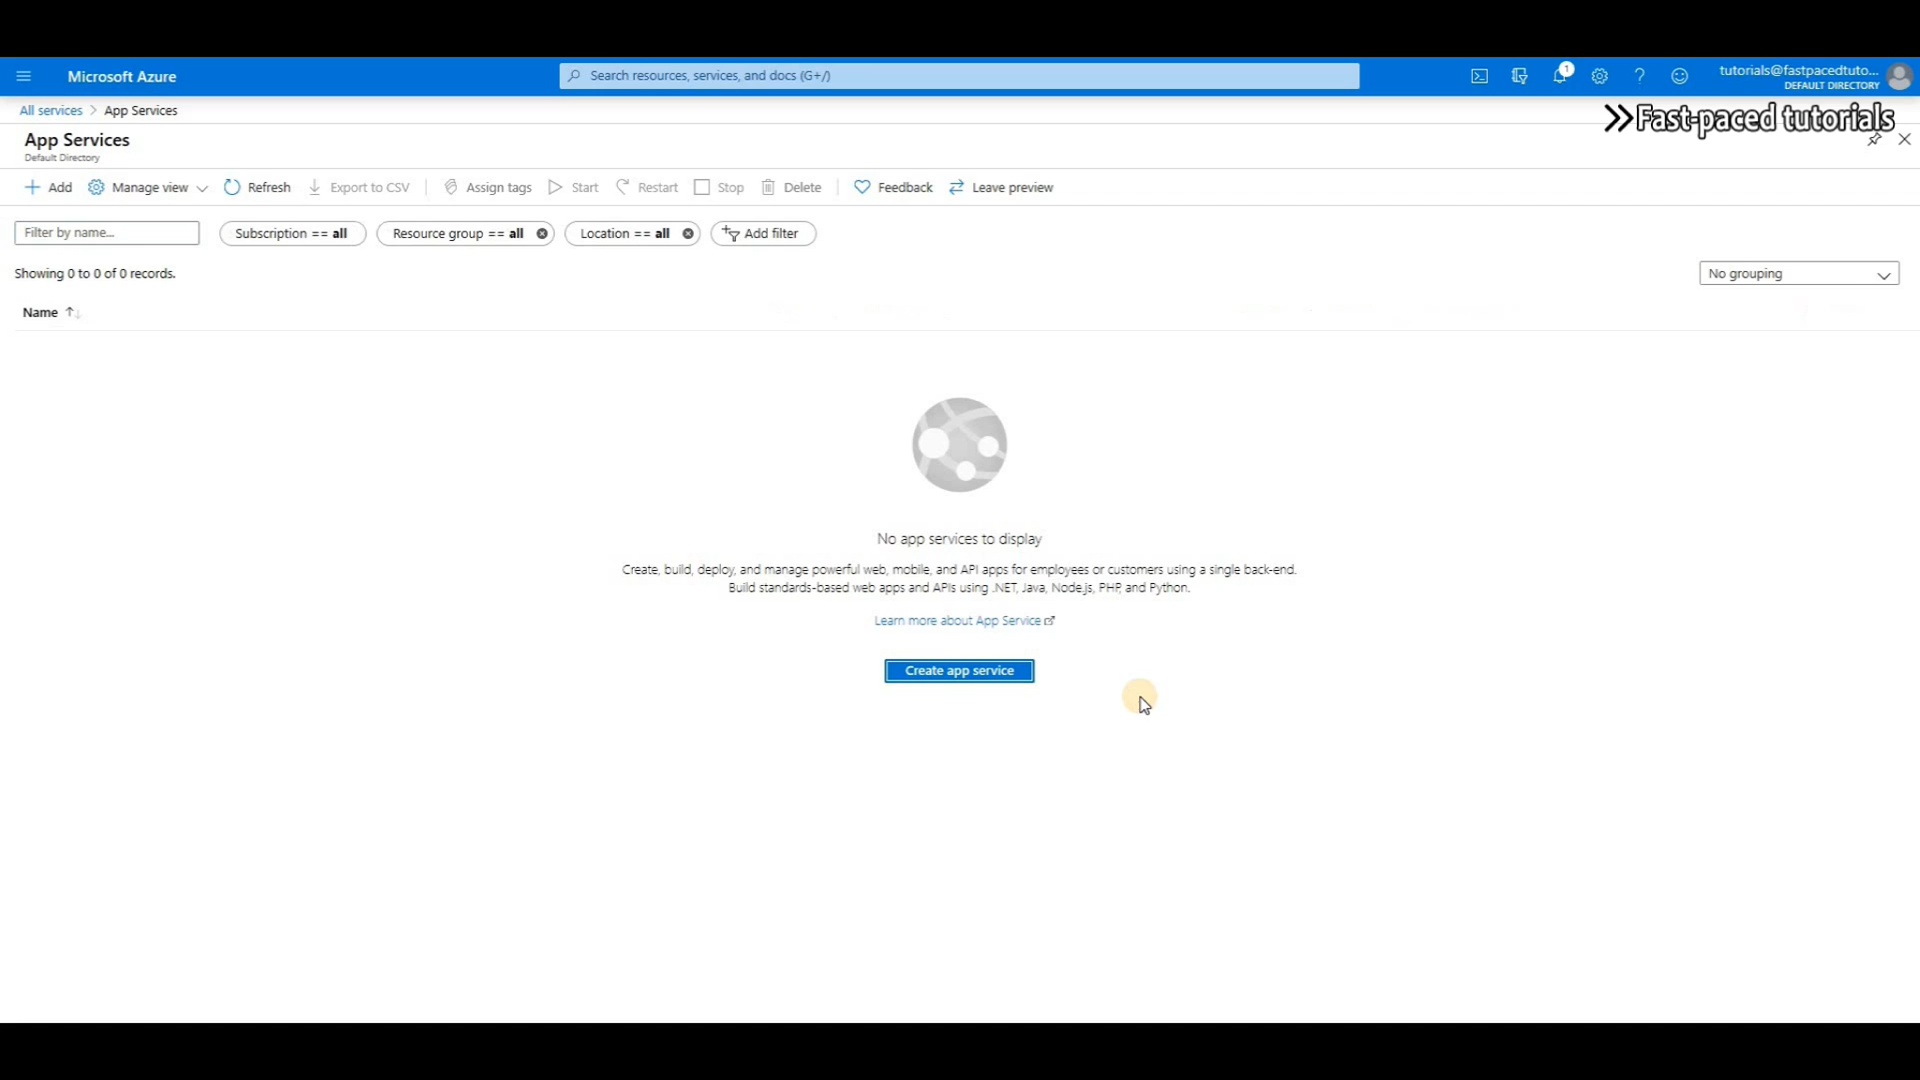 Microsoft Azure
Search resources, services, and docs (G+/)
1
tutorials@fastpacedtuto...
DEFAULT DIRECTORY
All services > App Services
Fast-paced tutorials
App Services
Default Directory
Add
Manage view
Refresh
Export to CSV
Assign tags
Start
Restart
Stop
Delete
Feedback
Leave preview
Filter by name...
Subscription == all
Resource group == all
Location == all
Add filter
Showing 0 to 0 of 0 records.
No grouping
Name
No app services to display
Create, build, deploy, and manage powerful web, mobile, and API apps for employees or customers using a single back-end.
Build standards-based web apps and APIs using .NET, Java, Node.js, PHP, and Python.
Learn more about App Service
Create app service